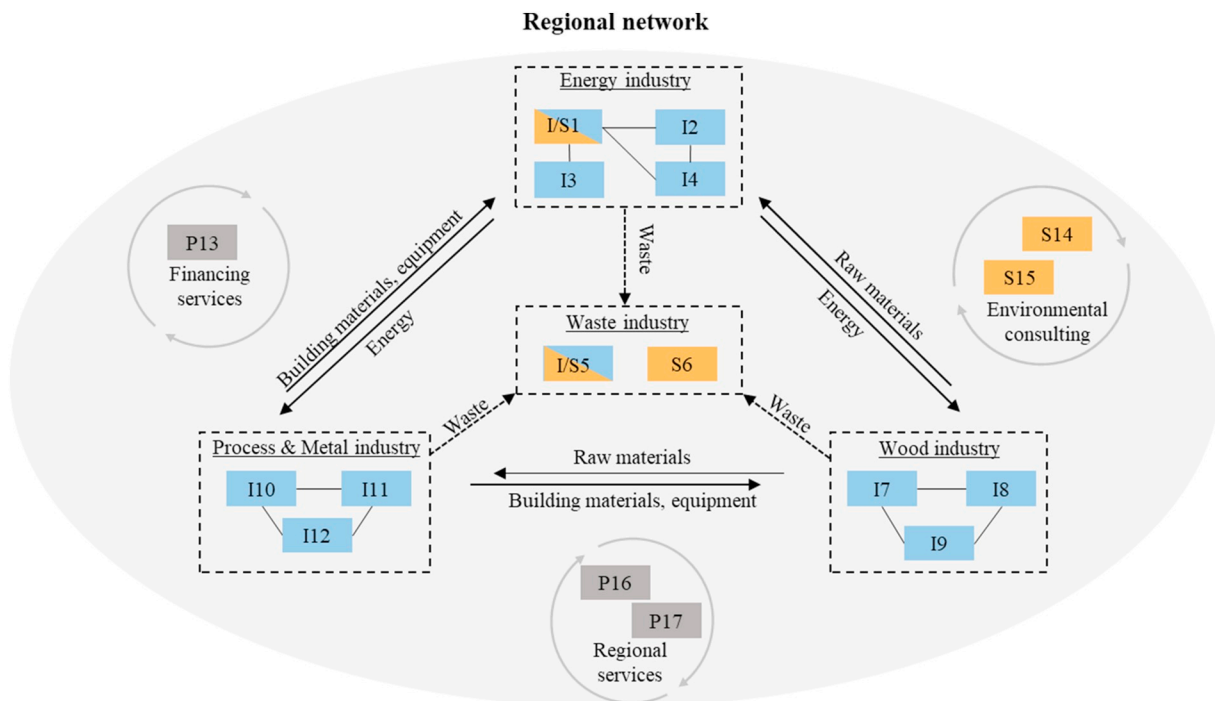 Regional network
Energy industry
I/S1
I2
I3
I4
P13
Financing
services
Building materials, equipment
Energy
Waste
Raw materials
Energy
S14
S15
Environmental
consulting
Waste industry
I/S5
S6
Waste
Waste
Process & Metal industry
I10
I11
I12
Raw materials
Building materials, equipment
Wood industry
I7
I8
I9
P16
P17
Regional
services